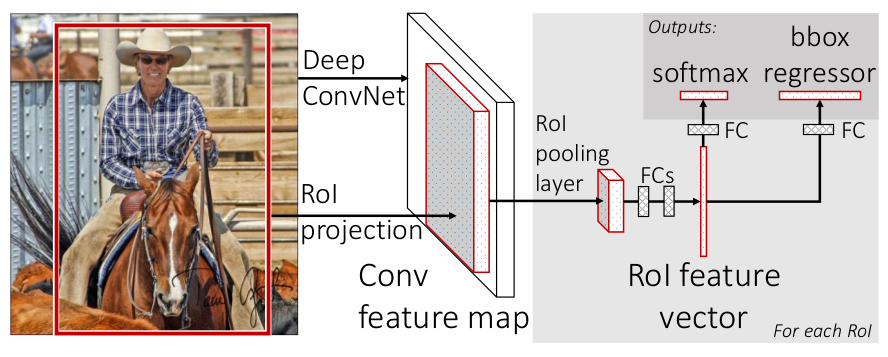 Deep
ConvNet
RoI
projection
Conv
feature map
RoI
pooling
layer
FCs
RoI feature
vector
Outputs:
softmax
bbox
regressor
FC
FC
For each RoI